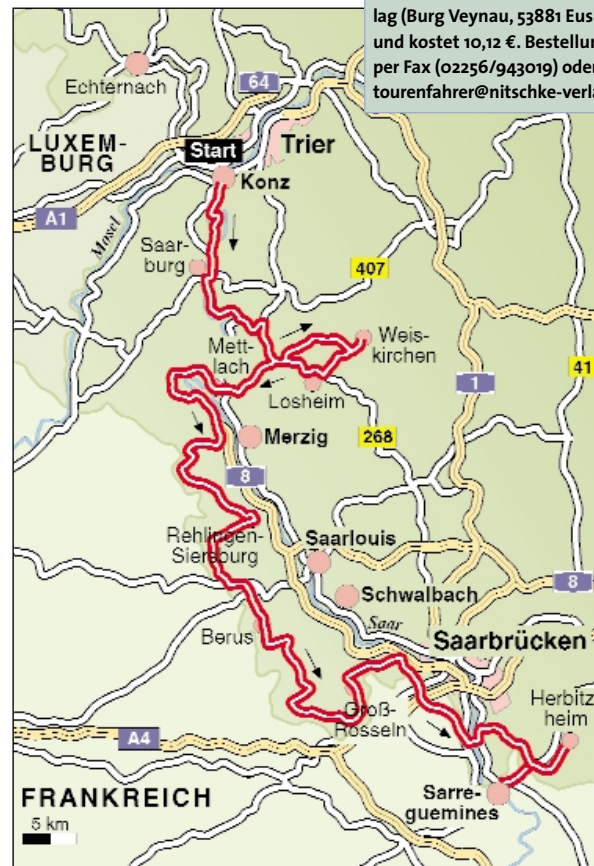 lag (Burg Veynau, 53881 Eus
und kostet 10,12 €. Bestellun
per Fax (02256/943019) oder
tourenfahrer@nitschke-verla
Echternach
64
LUXEM-
BURG
Start
Trier
Konz
A1
Mosel
Saar-
burg
407
Mett-
lach
Weis-
kirchen
Losheim
1
41
Merzig
268
8
Rehlingen-
Siersburg
Saarlouis
Schwalbach
8
Saar
Berus
Saarbrücken
Groß-
Rosseln
Herbitz
heim
A4
FRANKREICH
Sarre-
guemines
5 km